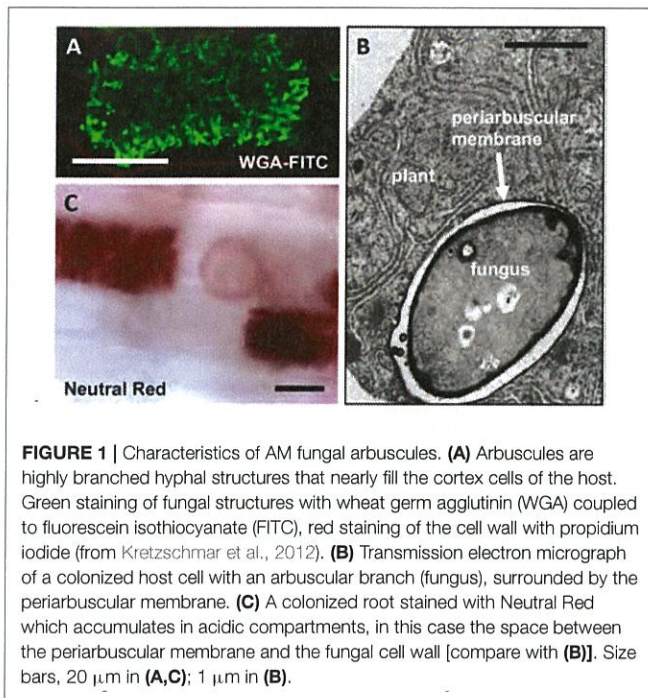 A
WGA-FITC
B
periarbuscular
membrane
plant
fungus
C
Neutral Red
FIGURE 1 | Characteristics of AM fungal arbuscules. (A) Arbuscules are
highly branched hyphal structures that nearly fill the cortex cells of the host.
Green staining of fungal structures with wheat germ agglutinin (WGA) coupled
to fluorescein isothiocyanate (FITC), red staining of the cell wall with propidium
iodide (from Kretzschmar et al., 2012). (B) Transmission electron micrograph
of a colonized host cell with an arbuscular branch (fungus), surrounded by the
periarbuscular membrane. (C) A colonized root stained with Neutral Red
which accumulates in acidic compartments, in this case the space between
the periarbuscular membrane and the fungal cell wall [compare with (B)]. Size
bars, 20 μm in (A,C); 1 μm in (B).